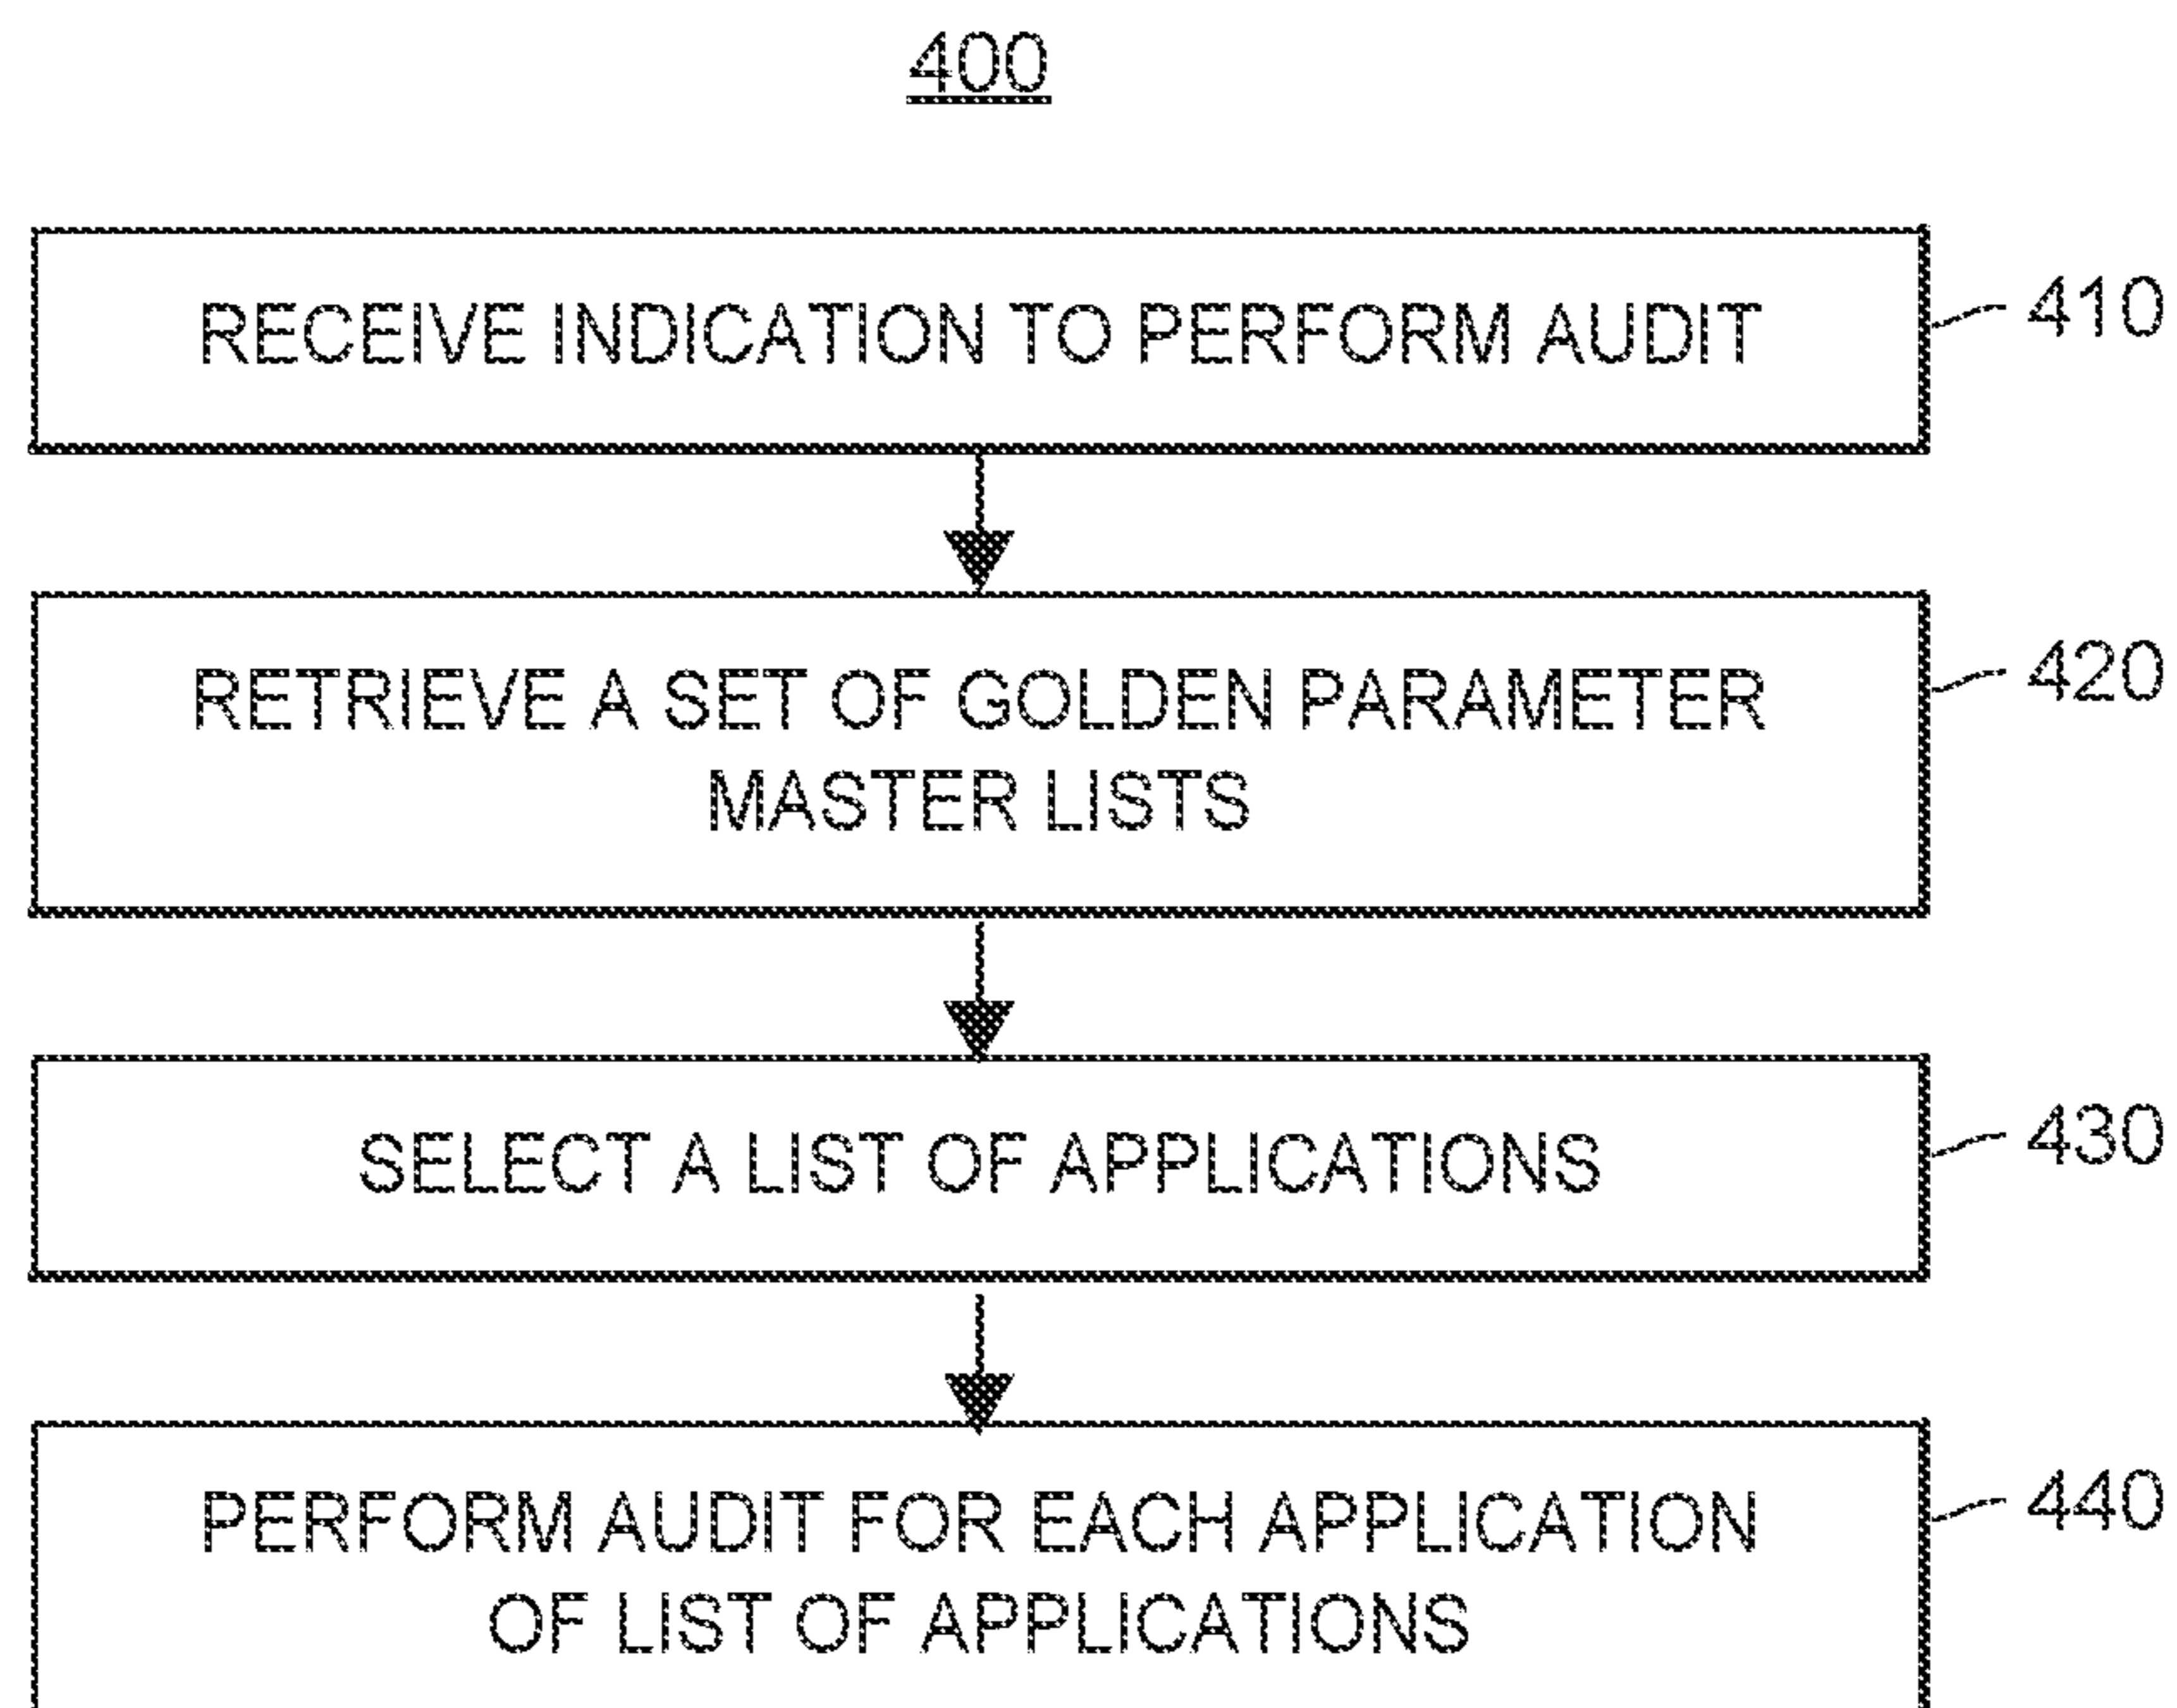 400
RECEIVE INDICATION TO PERFORM AUDIT
410
RETRIEVE A SET OF GOLDEN PARAMETER
MASTER LISTS
420
SELECT A LIST OF APPLICATIONS
430
PERFORM AUDIT FOR EACH APPLICATION
OF LIST OF APPLICATIONS
440